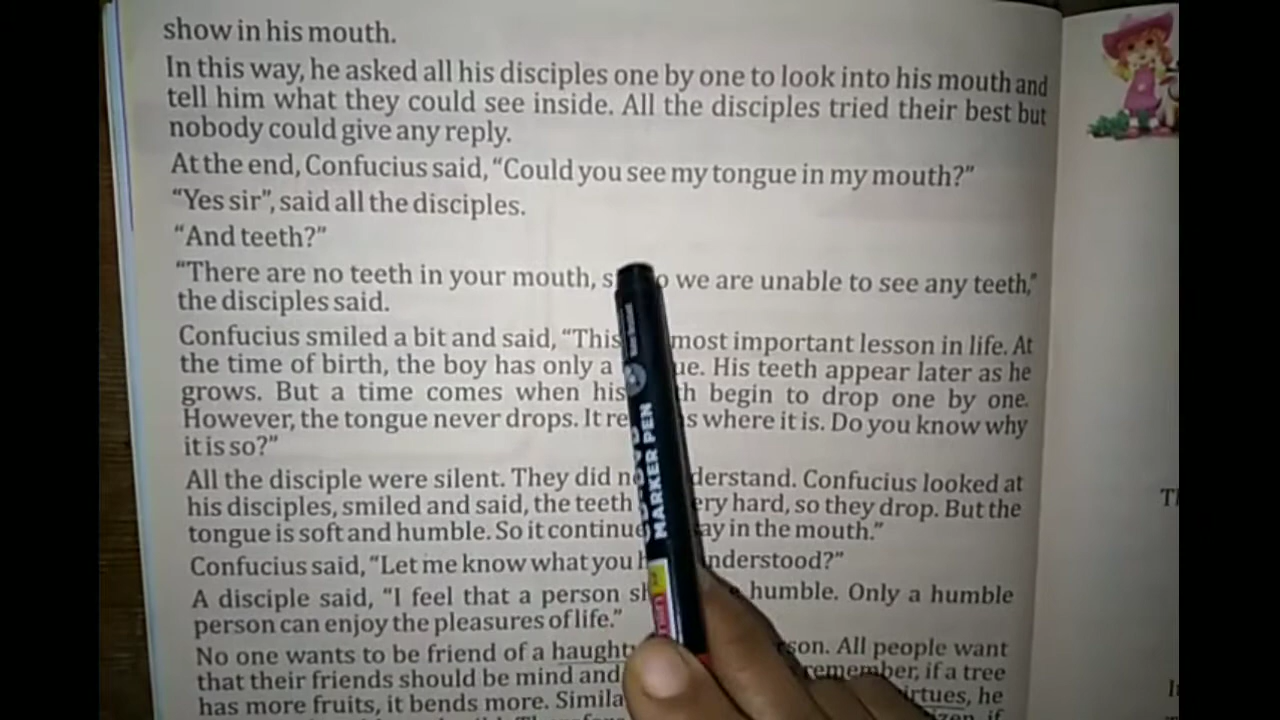 show in his mouth.
In this way, he asked all his disciples one by one to look into his mouth and
tell him what they could see inside. All the disciples tried their best but
nobody could give any reply.
At the end, Confucius said, “Could you see my tongue in my mouth?”
“Yes sir”, said all the disciples.
“And teeth?”
“There are no teeth in your mouth, we are unable to see any teeth,”
the disciples said.
Confucius smiled a bit and said, “This most important lesson in life. At
the time of birth, the boy has only a His teeth appear later as he
grows. But a time comes when his begin to drop one by one.
However, the tongue never drops. It where it is. Do you know why
it is so?”
All the disciple were silent. They did Confucius looked at
his disciples, smiled and said, the teeth hard, so they drop. But the
tongue is soft and humble. So it in the mouth.”
Confucius said, “Let me know what you
A disciple said, “I feel that a person humble. Only a humble
person can enjoy the pleasures of life.”
No one wants to be friend of a All people want
that their friends should be mind and remember, if a tree
has more fruits, it bends more. he
MARKER PEN